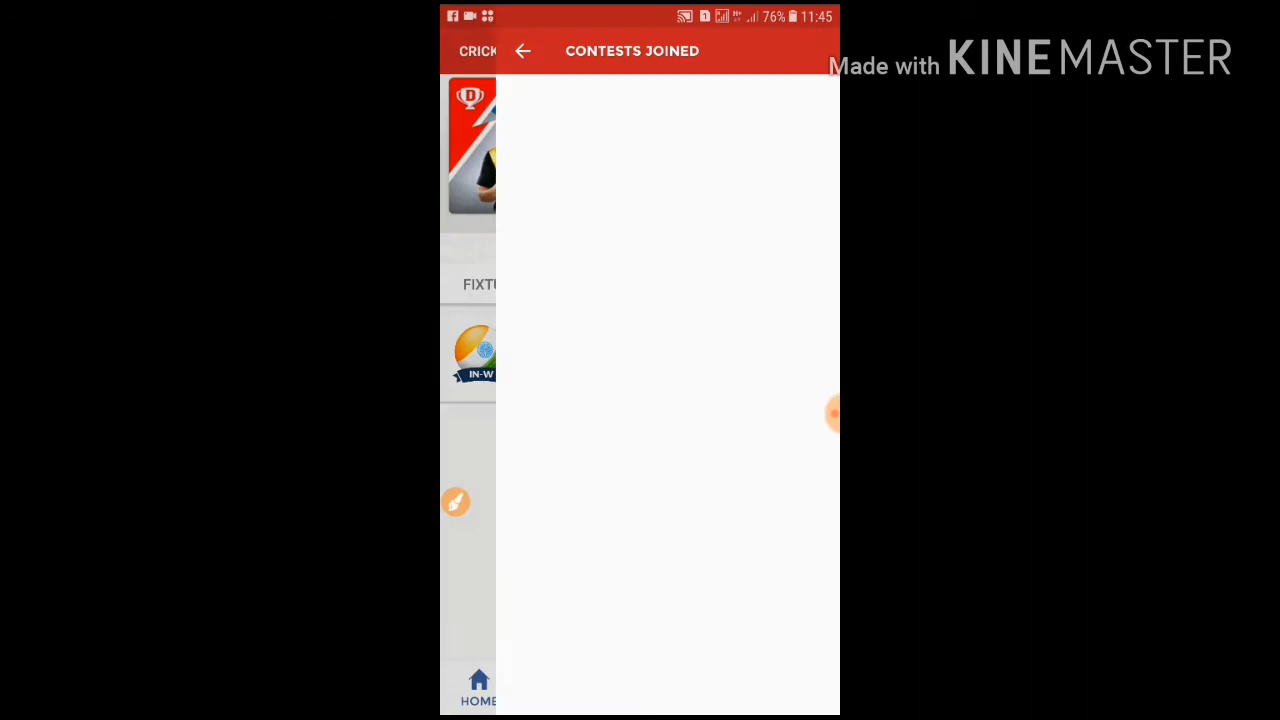 76% 11:45
CRICK
CONTESTS JOINED
Made with KINEMASTER
D
FIXTU
IN-W
HOME